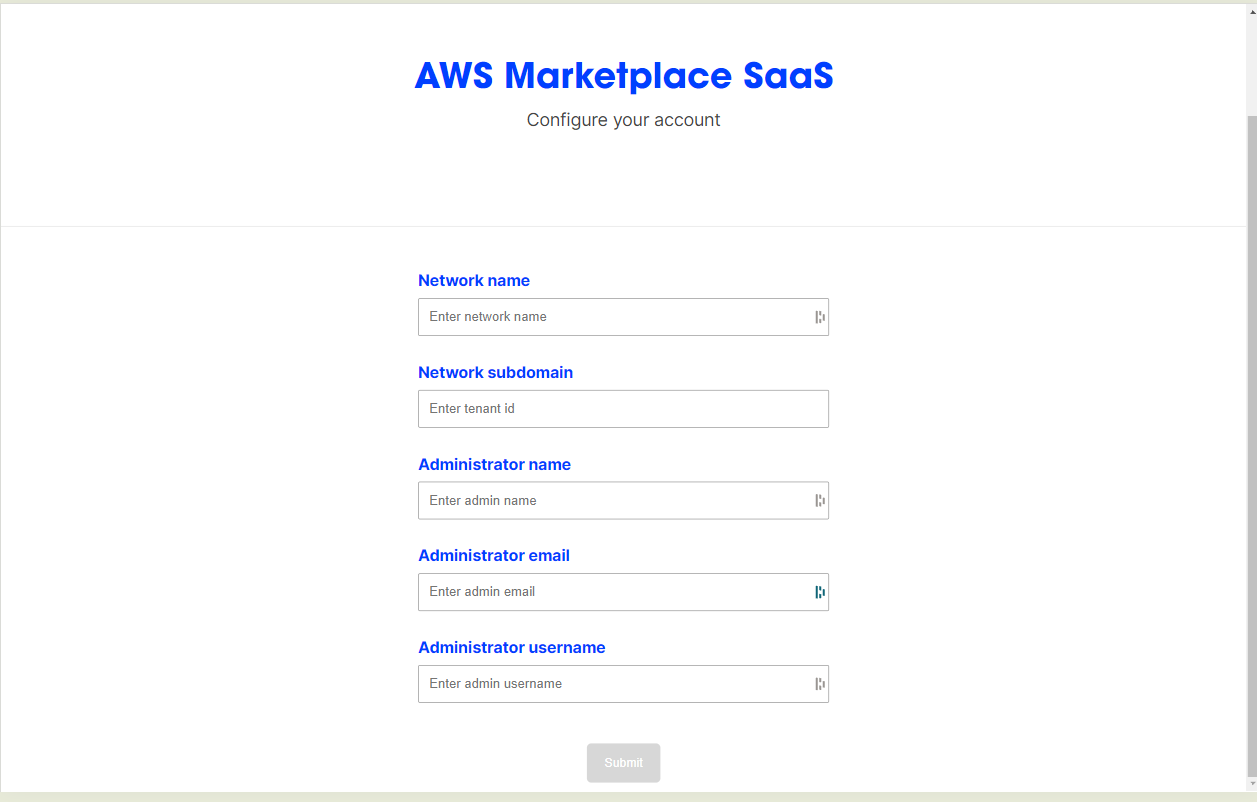 AWS Marketplace SaaS
Configure your account
Network name
Enter network name
Network subdomain
Enter tenant id
Administrator name
Enter admin name
Administrator email
Enter admin email
Administrator username
Enter admin username
Submit